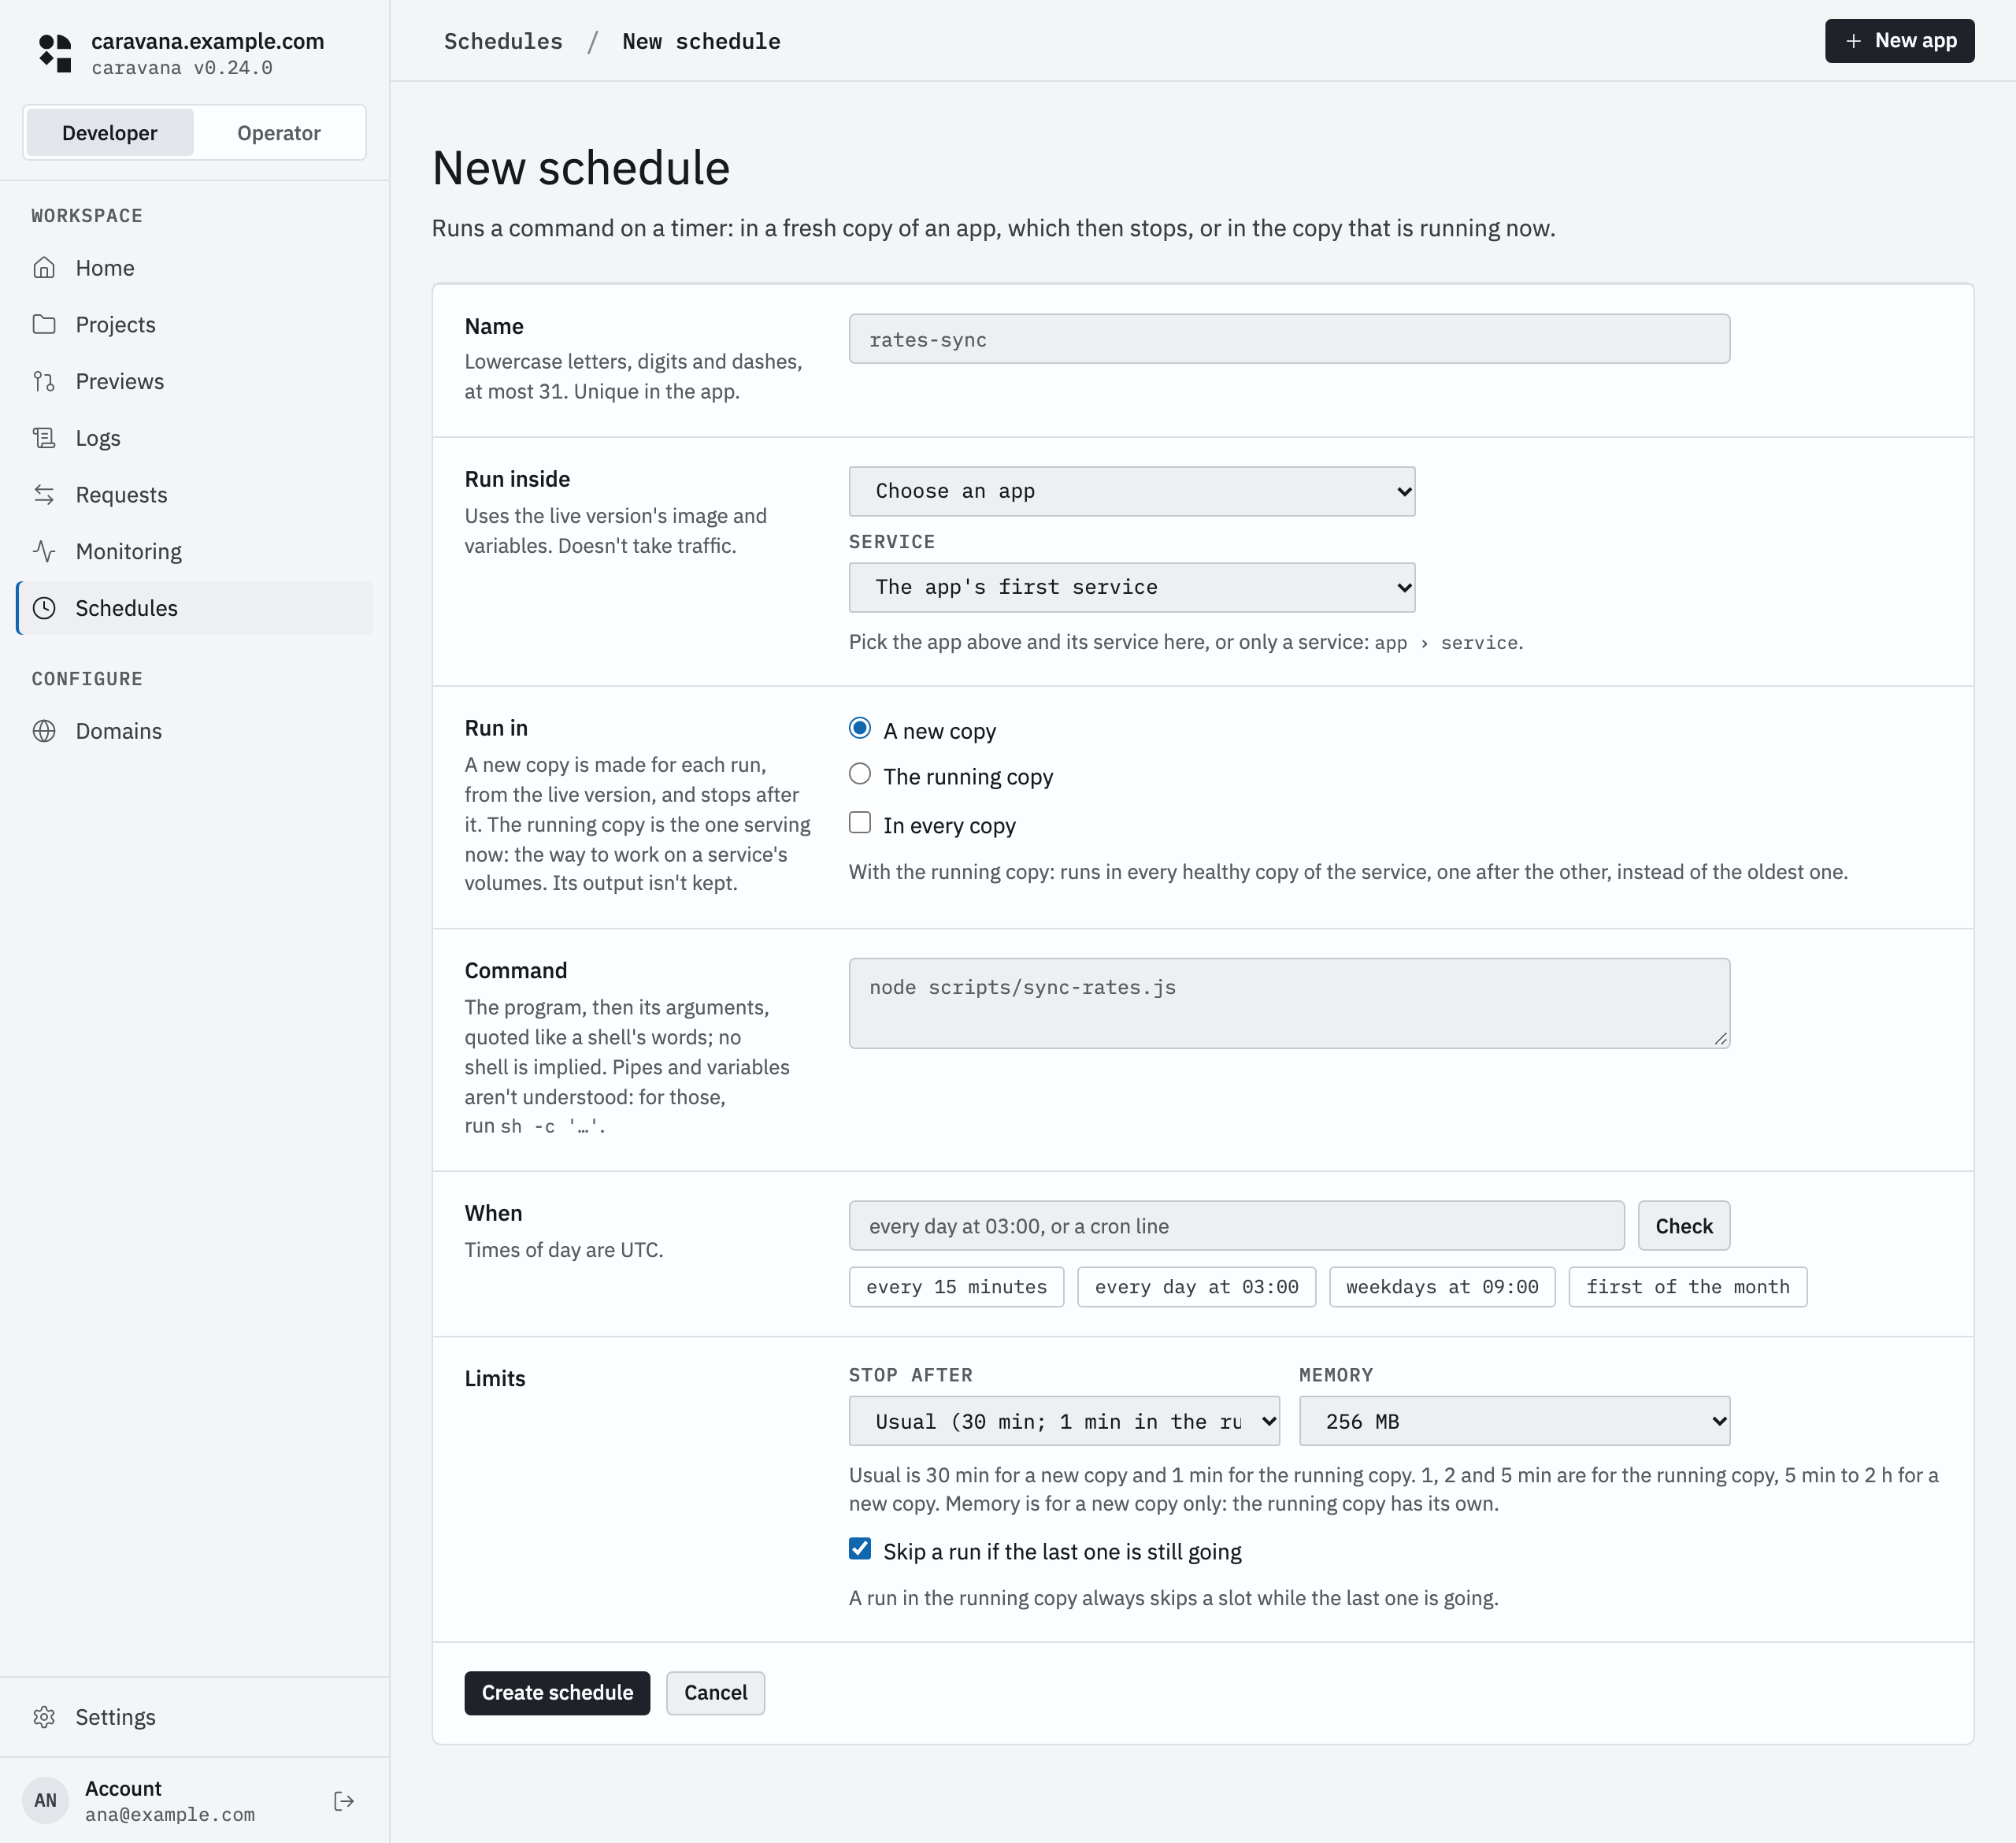 caravana.example.com
caravana v0.24.0
Developer
Operator
WORKSPACE
Home
Projects
Previews
Logs
Requests
Monitoring
Schedules
CONFIGURE
Domains
Settings
AN
Account
ana@example.com
Schedules / New schedule
New app
New schedule
Runs a command on a timer: in a fresh copy of an app, which then stops, or in the copy that is running now.
Name
Lowercase letters, digits and dashes,
at most 31. Unique in the app.
rates-sync
Run inside
Uses the live version's image and
variables. Doesn't take traffic.
Choose an app
SERVICE
The app's first service
Pick the app above and its service here, or only a service: app › service.
Run in
A new copy is made for each run,
from the live version, and stops after
it. The running copy is the one serving
now: the way to work on a service's
volumes. Its output isn't kept.
A new copy
The running copy
In every copy
With the running copy: runs in every healthy copy of the service, one after the other, instead of the oldest one.
Command
The program, then its arguments,
quoted like a shell's words; no
shell is implied. Pipes and variables
aren't understood: for those,
run sh -c '…'.
node scripts/sync-rates.js
When
Times of day are UTC.
every day at 03:00, or a cron line
Check
every 15 minutes
every day at 03:00
weekdays at 09:00
first of the month
Limits
STOP AFTER
Usual (30 min; 1 min in the ru
MEMORY
256 MB
Usual is 30 min for a new copy and 1 min for the running copy. 1, 2 and 5 min are for the running copy, 5 min to 2 h for a
new copy. Memory is for a new copy only: the running copy has its own.
Skip a run if the last one is still going
A run in the running copy always skips a slot while the last one is going.
Create schedule
Cancel